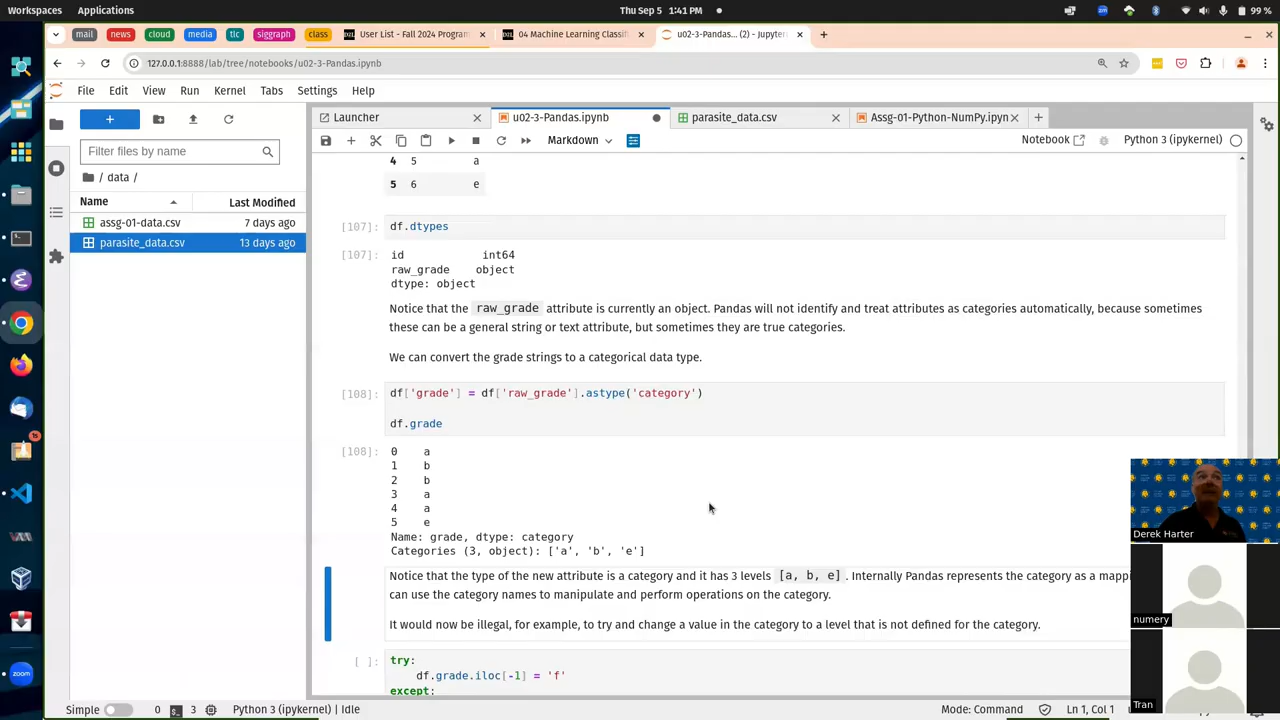 Workspaces Applications Thu Sep 5 1:41 PM 99 %
mail news cloud media tlc siggraph class User List - Fall 2024 Program 04 Machine Learning Classifi u02-3-Pandas... (2) - Jupyter
127.0.0.1:8888/lab/tree/notebooks/u02-3-Pandas.ipynb
File Edit View Run Kernel Tabs Settings Help
Launcher u02-3-Pandas.ipynb parasite_data.csv Assg-01-Python-NumPy.ipyn
Markdown Notebook Python 3 (ipykernel)
Filter files by name
/ data /
Name Last Modified
assg-01-data.csv 7 days ago
parasite_data.csv 13 days ago
4 5 a
5 6 e
[107]: df.dtypes
[107]: id int64
raw_grade object
dtype: object
Notice that the raw_grade attribute is currently an object. Pandas will not identify and treat attributes as categories automatically, because sometimes
these can be a general string or text attribute, but sometimes they are true categories.
We can convert the grade strings to a categorical data type.
[108]: df['grade'] = df['raw_grade'].astype('category')
df.grade
[108]: 0 a
1 b
2 b
3 a
4 a
5 e
Name: grade, dtype: category
Categories (3, object): ['a', 'b', 'e']
Notice that the type of the new attribute is a category and it has 3 levels [a, b, e]. Internally Pandas represents the category as a mappi
can use the category names to manipulate and perform operations on the category.
It would now be illegal, for example, to try and change a value in the category to a level that is not defined for the category.
[ ]: try:
df.grade.iloc[-1] = 'f'
except:
Derek Harter
numery
Tran
Simple 0 3 Python 3 (ipykernel) | Idle Mode: Command Ln 1, Col 1